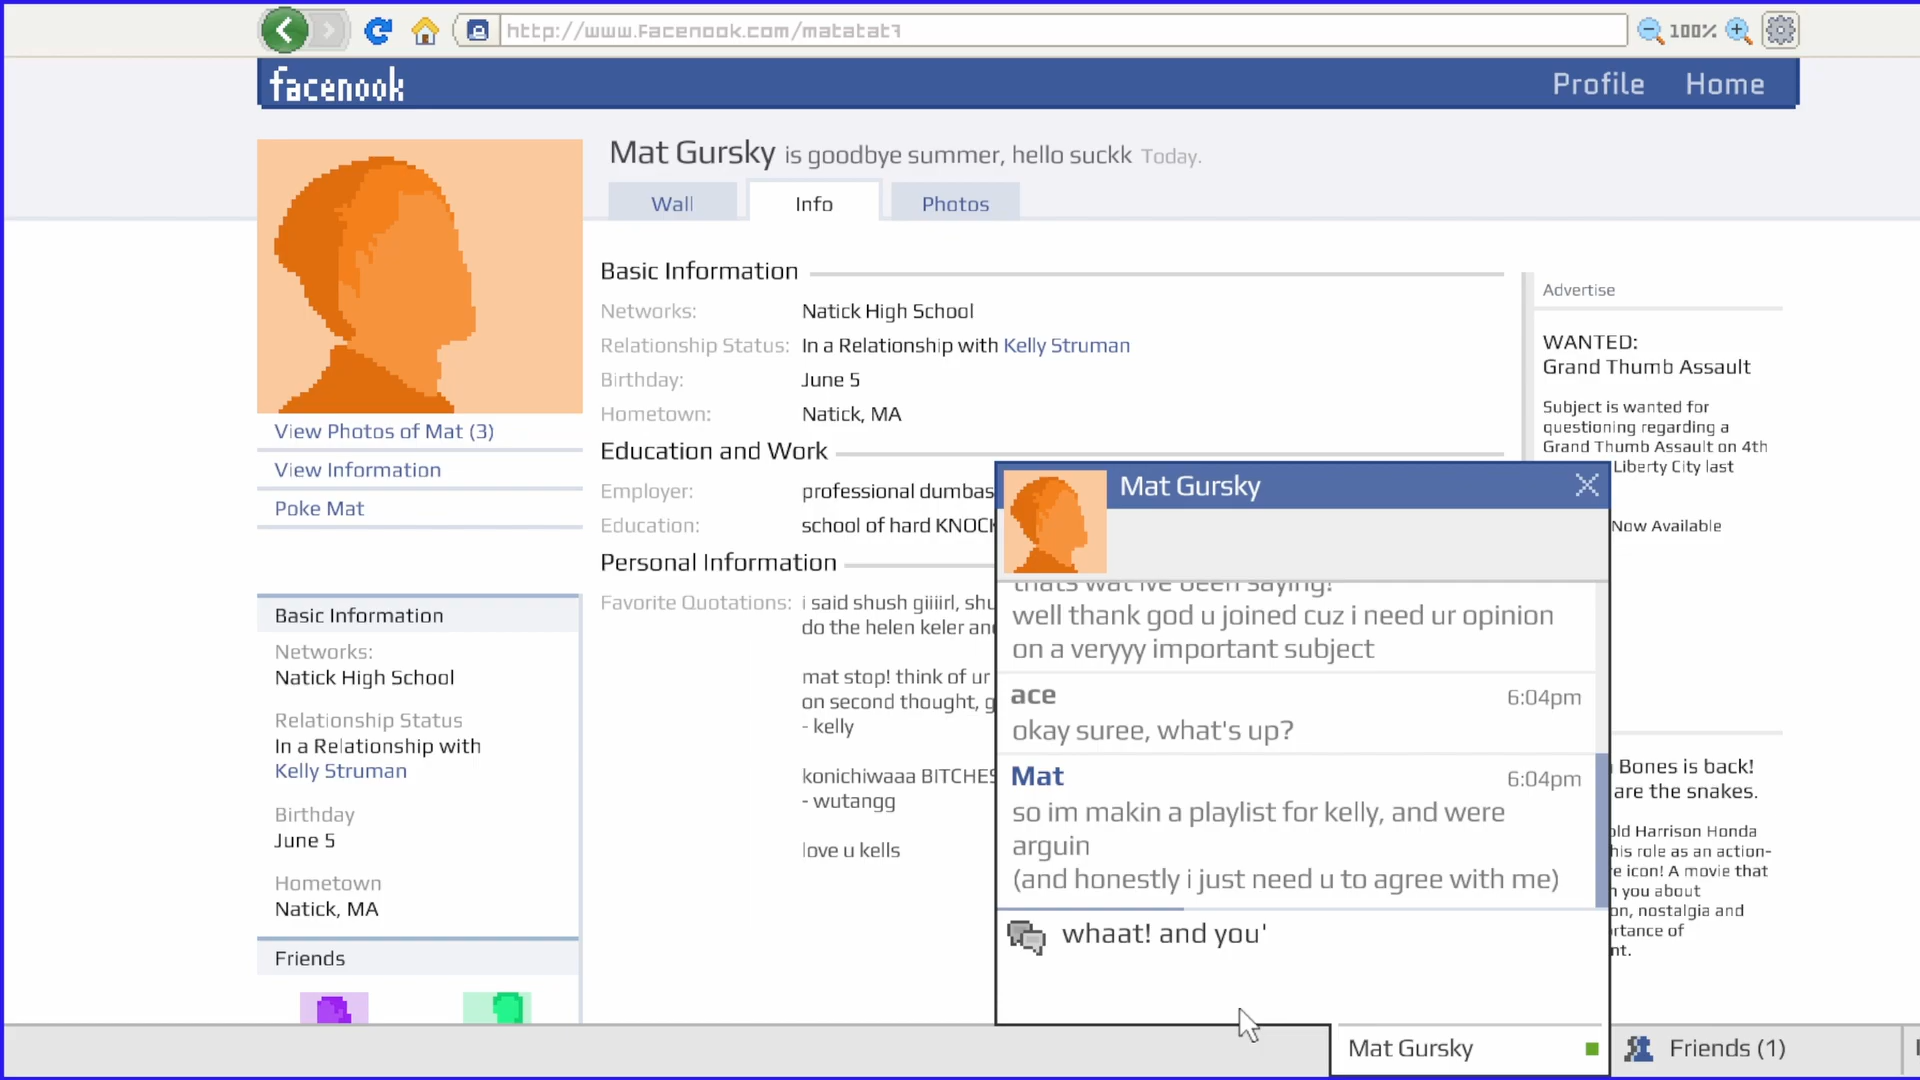 http://www.facenook.com/matatat7
100%
facenook
Profile
Home
Mat Gursky is goodbye summer, hello suckk Today.
Wall
Info
Photos
View Photos of Mat (3)
View Information
Poke Mat
Basic Information
Networks:
Natick High School
Relationship Status
In a Relationship with
Kelly Struman
Birthday
June 5
Hometown
Natick, MA
Friends
Basic Information
Networks: Natick High School
Relationship Status: In a Relationship with Kelly Struman
Birthday: June 5
Hometown: Natick, MA
Education and Work
Employer: professional dumbas
Education: school of hard KNOCK
Personal Information
Favorite Quotations: i said shush giiirl, shu
do the helen keler and
mat stop! think of ur
on second thought, g
- kelly
konichiwaaa BITCHES
- wutangg
love u kells
Advertise
WANTED:
Grand Thumb Assault
Subject is wanted for
questioning regarding a
Grand Thumb Assault on 4th
Liberty City last
Now Available
Bones is back!
are the snakes.
old Harrison Honda
his role as an action-
icon! A movie that
you about
on, nostalgia and
rtance of
nt.
Mat Gursky
thats wat ive been saying!
well thank god u joined cuz i need ur opinion
on a veryyy important subject
ace 6:04pm
okay suree, what's up?
Mat 6:04pm
so im makin a playlist for kelly, and were
arguin
(and honestly i just need u to agree with me)
whaat! and you'
Mat Gursky
Friends (1)